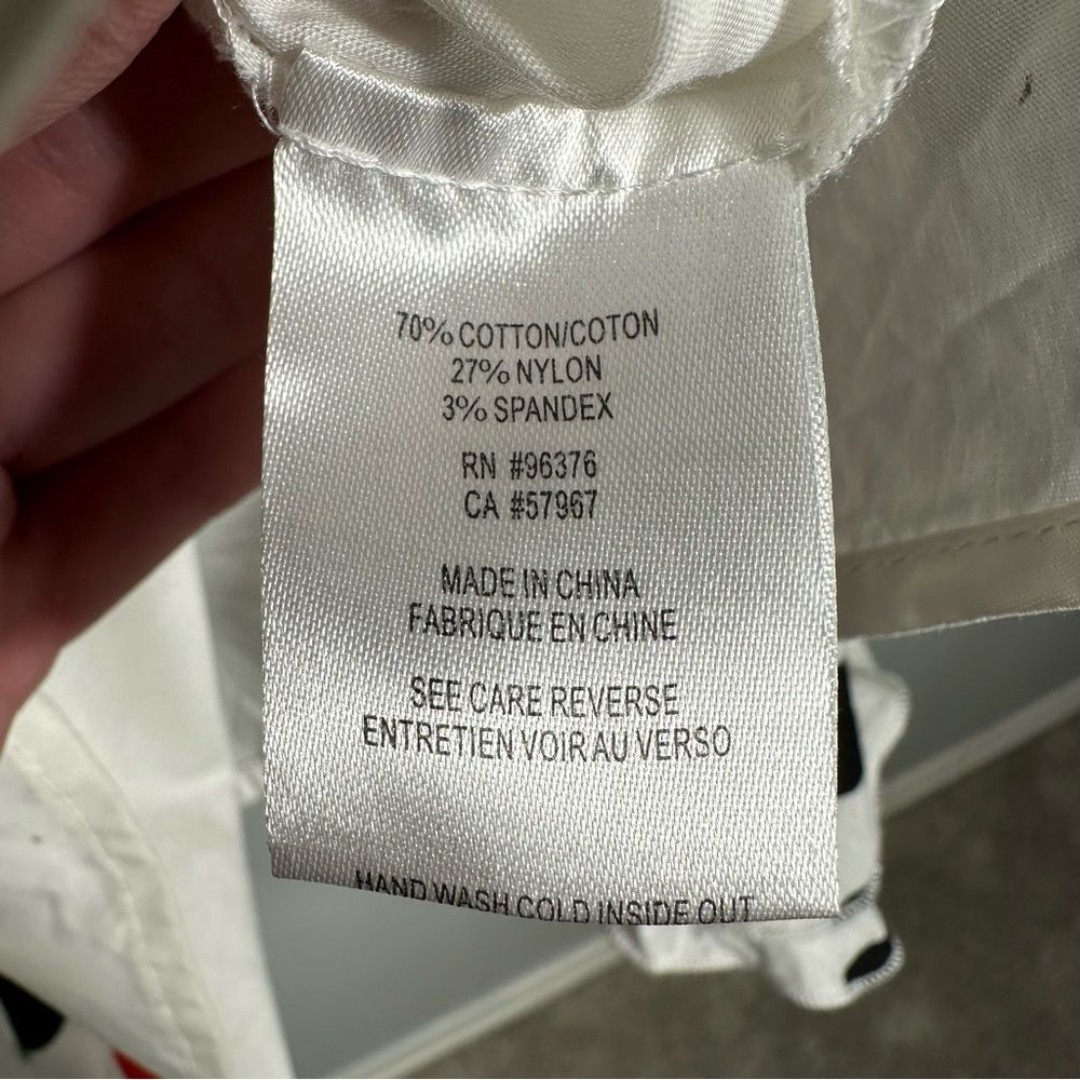 70% COTTON/COTON
27% NYLON
3% SPANDEX
RN #96376
CA #57967
MADE IN CHINA
FABRIQUE EN CHINE
SEE CARE REVERSE
ENTRETIEN VOIR AU VERSO
HAND WASH COLD INSIDE OUT